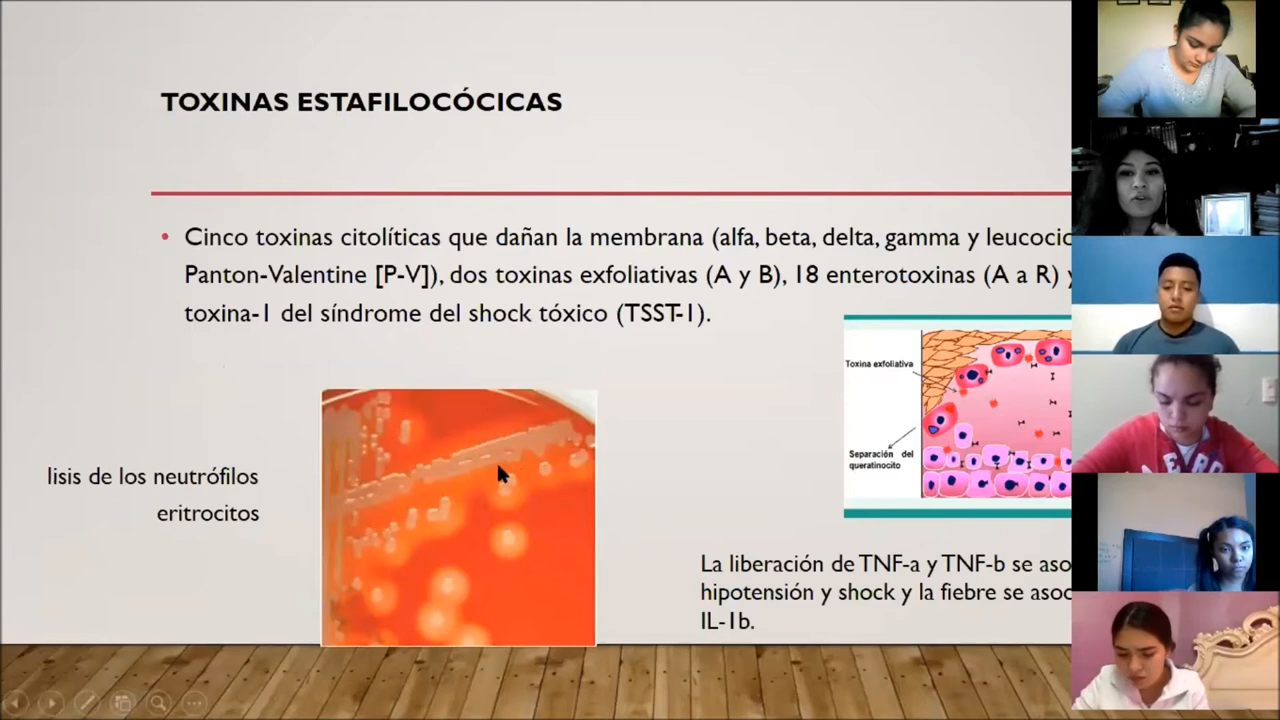 TOXINAS ESTAFILOCÓCICAS
• Cinco toxinas citolíticas que dañan la membrana (alfa, beta, delta, gamma y
Panton-Valentine [P-V]), dos toxinas exfoliativas (A y B), 18 enterotoxinas (A a R) y
toxina-1 del síndrome del shock tóxico (TSST-1).
Toxina exfoliativa
Separación del
queratinocito
lisis de los neutrófilos
eritrocitos
La liberación de TNF-a y TNF-b se
hipotensión y shock y la fiebre se
IL-1b.